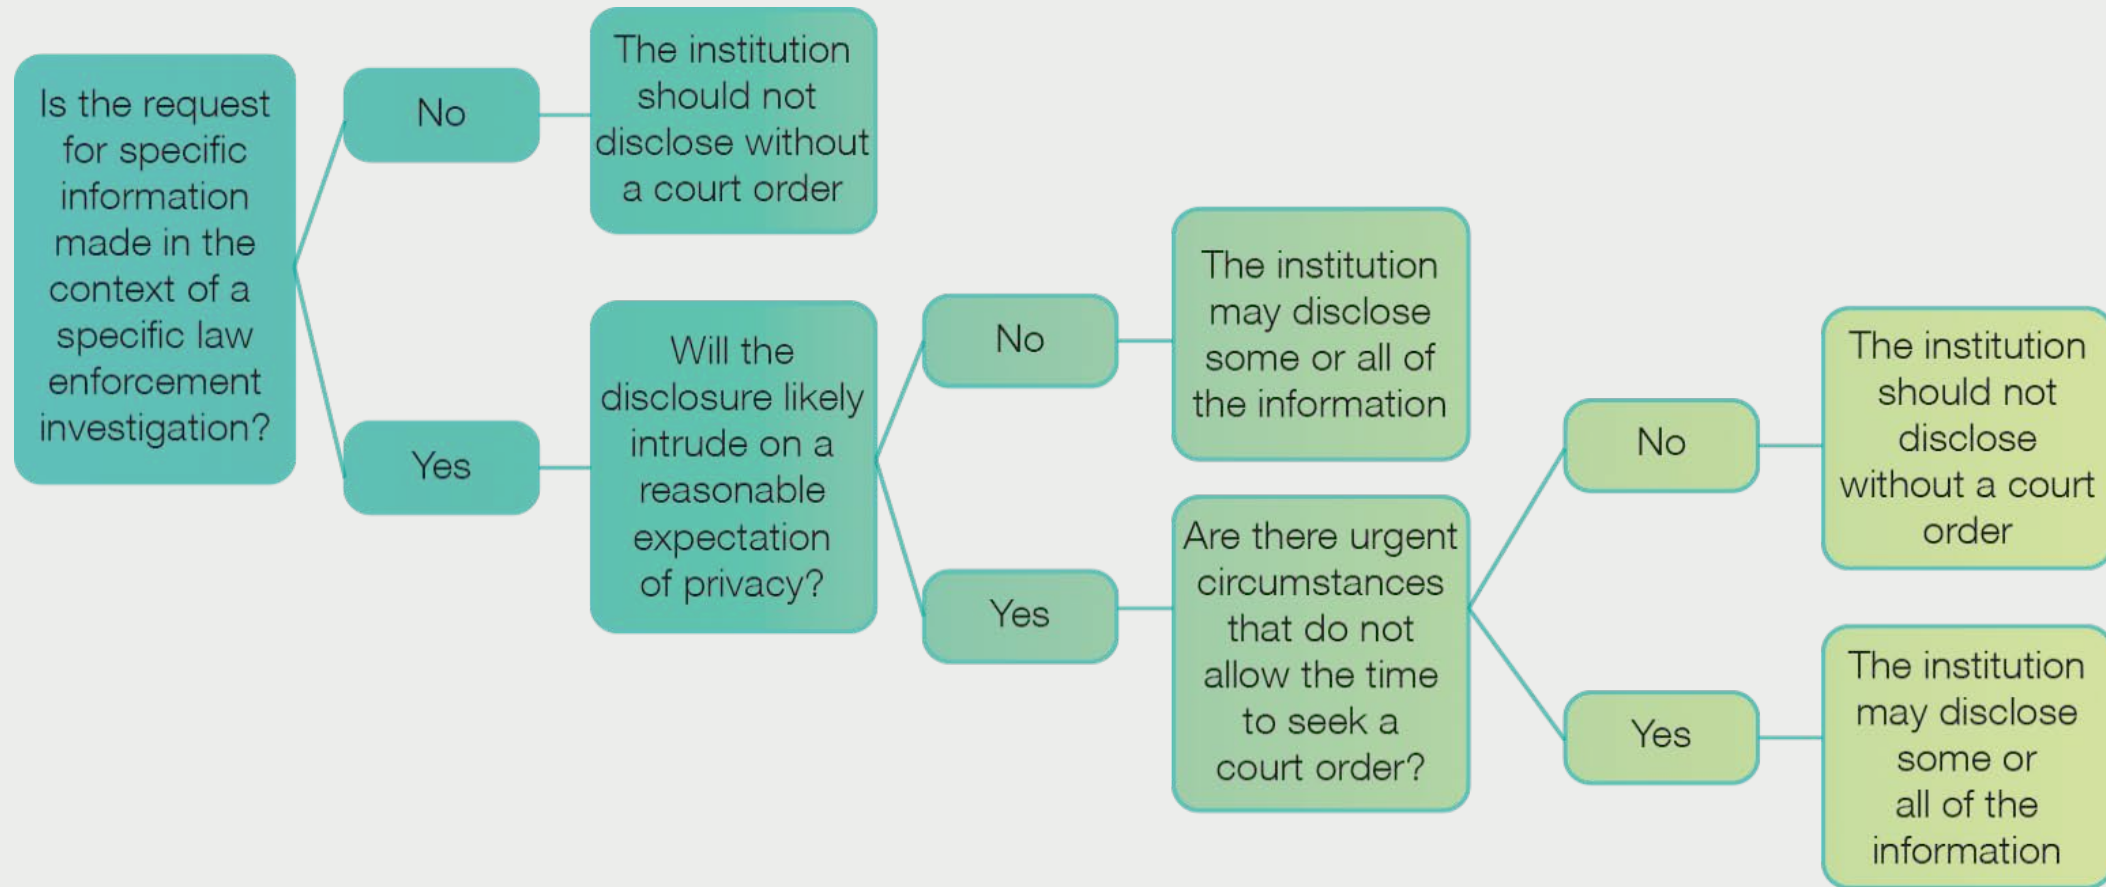 Is the request
for specific
information
made in the
context of a
specific law
enforcement
investigation?
No
The institution
should not
disclose without
a court order
Yes
Will the
disclosure likely
intrude on a
reasonable
expectation
of privacy?
No
The institution
may disclose
some or all of
the information
Yes
Are there urgent
circumstances
that do not
allow the time
to seek a
court order?
No
The institution
should not
disclose
without a court
order
Yes
The institution
may disclose
some or
all of the
information